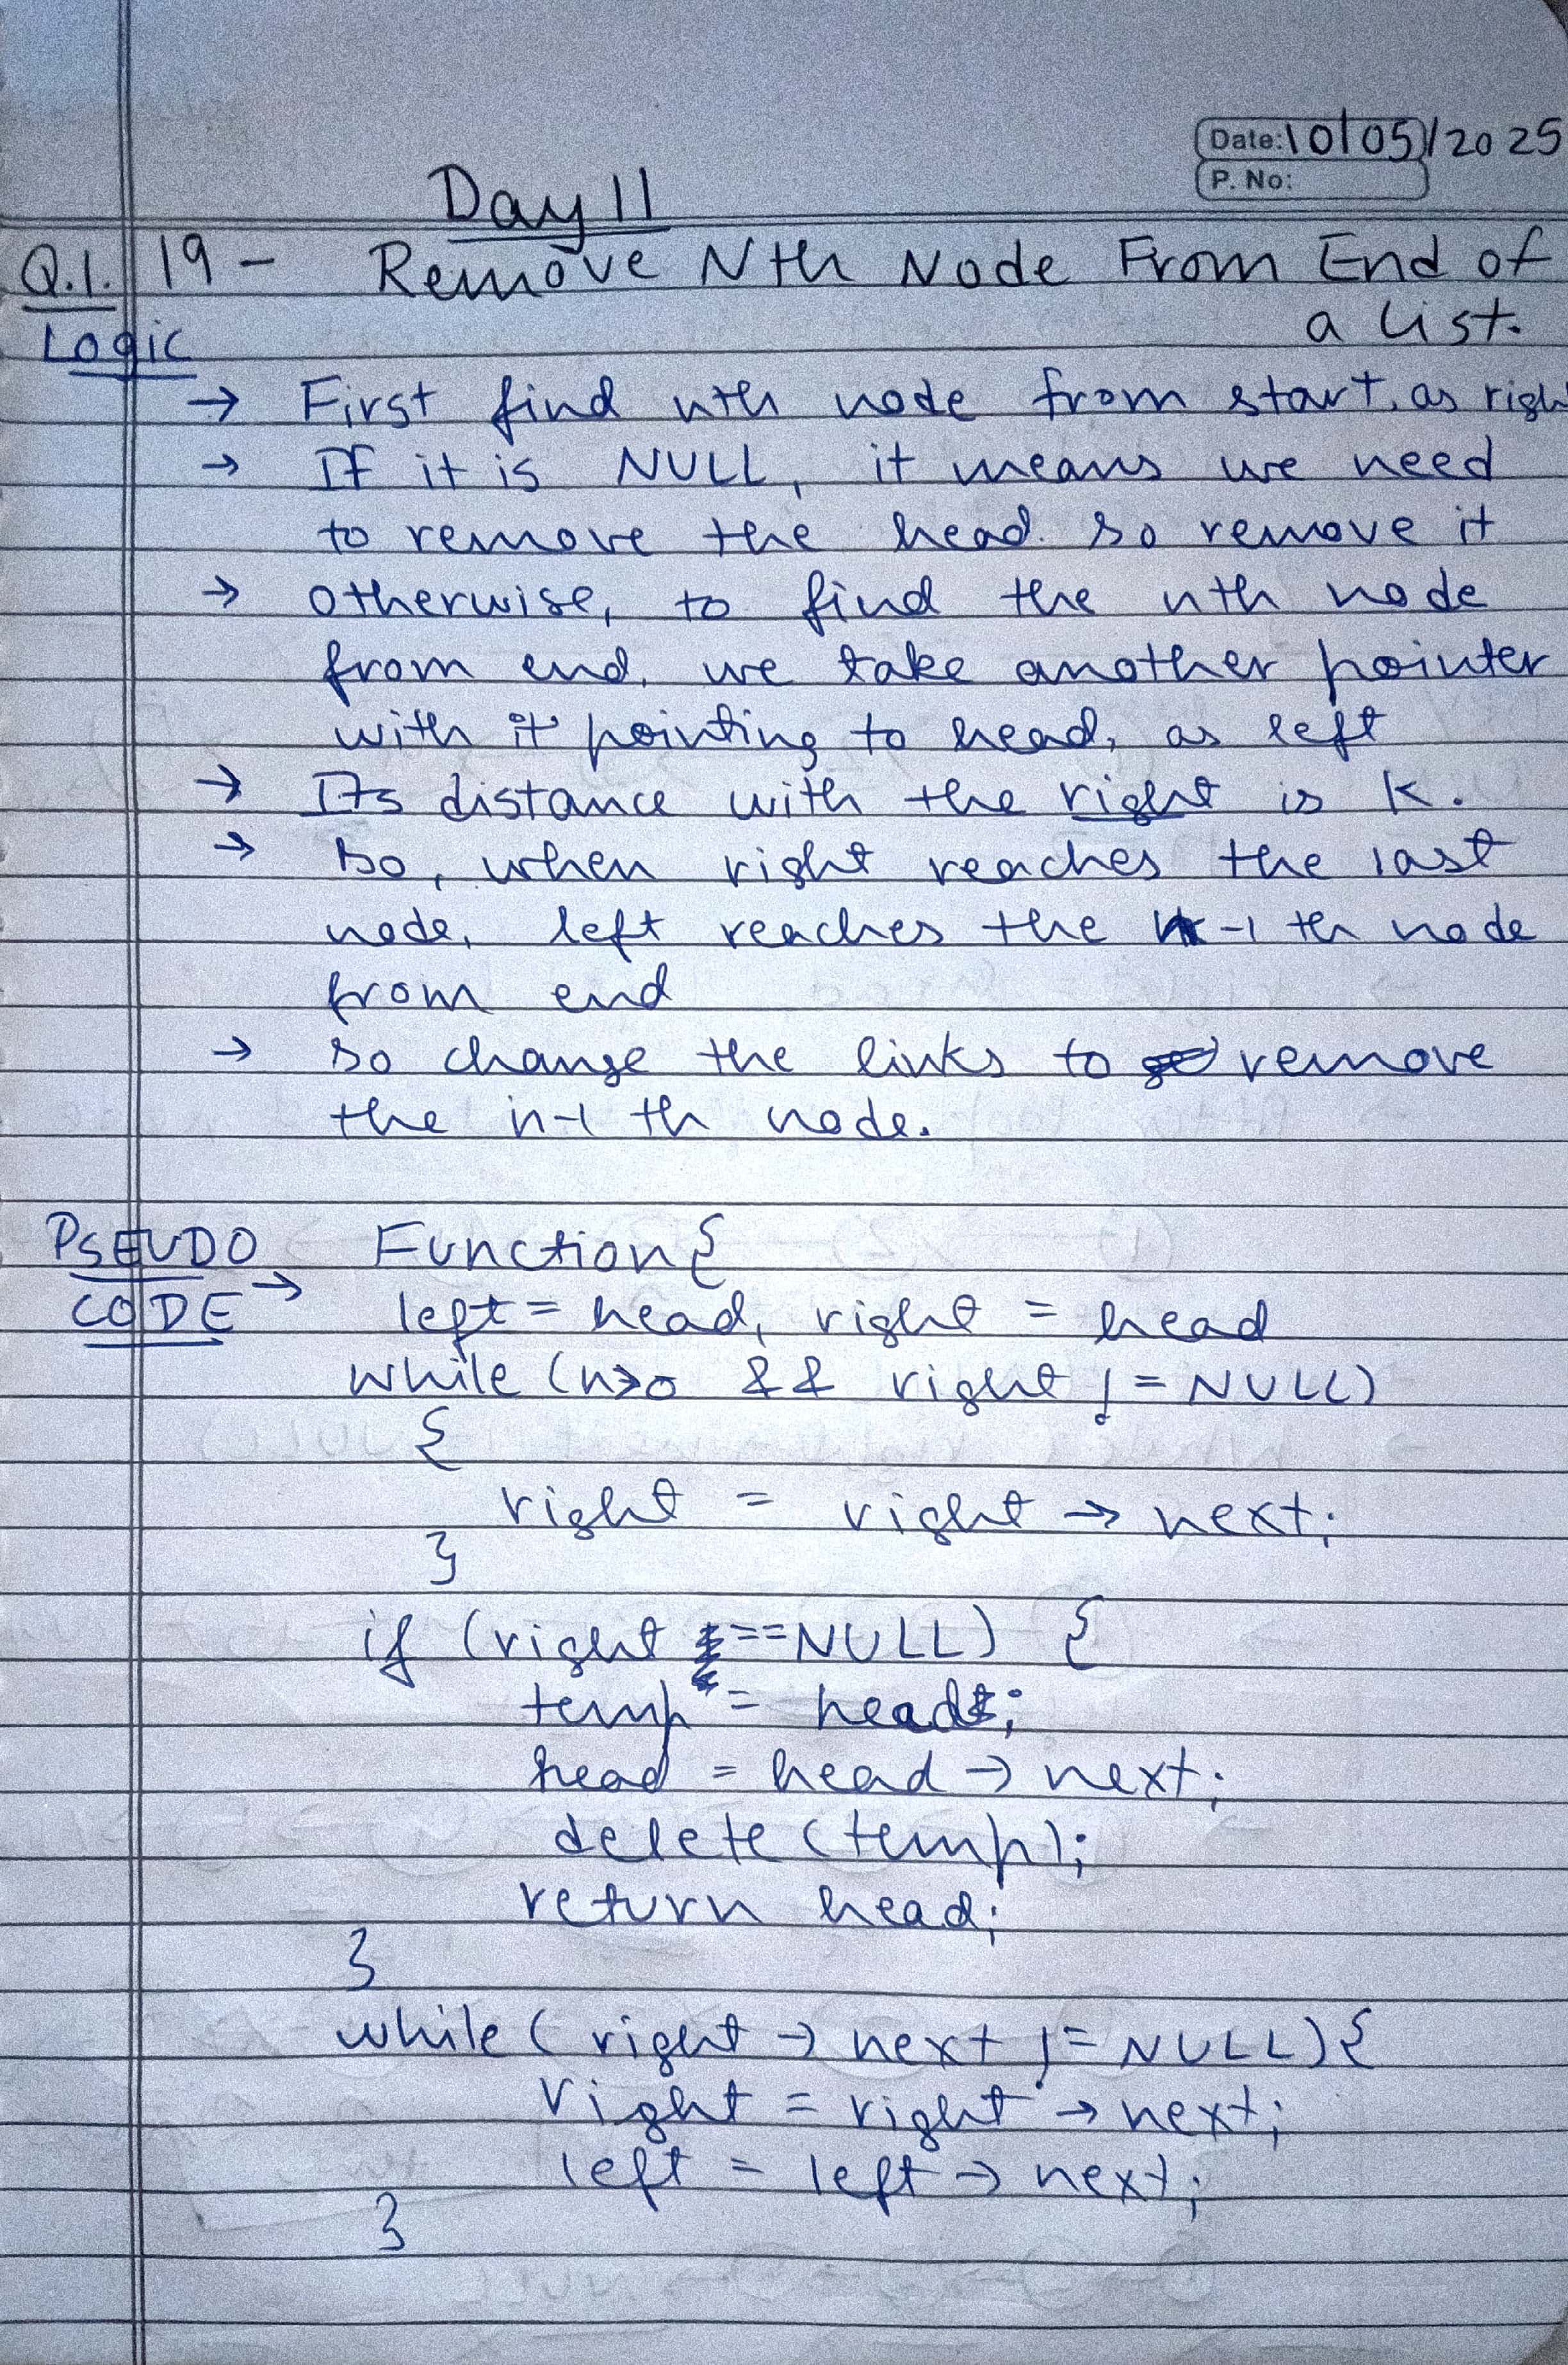 Date: 10/05/2025
P. No:
Day 11
Q.1. 19 - Remove Nth Node From End of
a list.
Logic
→ First find nth node from start, as righ
→ If it is NULL, it means we need
to remove the head. So remove it
→ otherwise, to find the nth node
from end, we take another pointer
with it pointing to head, as left
→ Its distance with the right is k.
→ So, when right reaches the last
node, left reaches the n-1 th node
from end
→ So change the links to remove
the n-1 th node.
PSEUDO Function{
CODE → left = head, right = head
while (n>0 && right != NULL)
{
right = right → next;
}
if (right ==NULL) {
temp = head;
head = head → next;
delete (temp);
return head;
}
while ( right → next != NULL) {
right = right → next;
left = left → next;
}